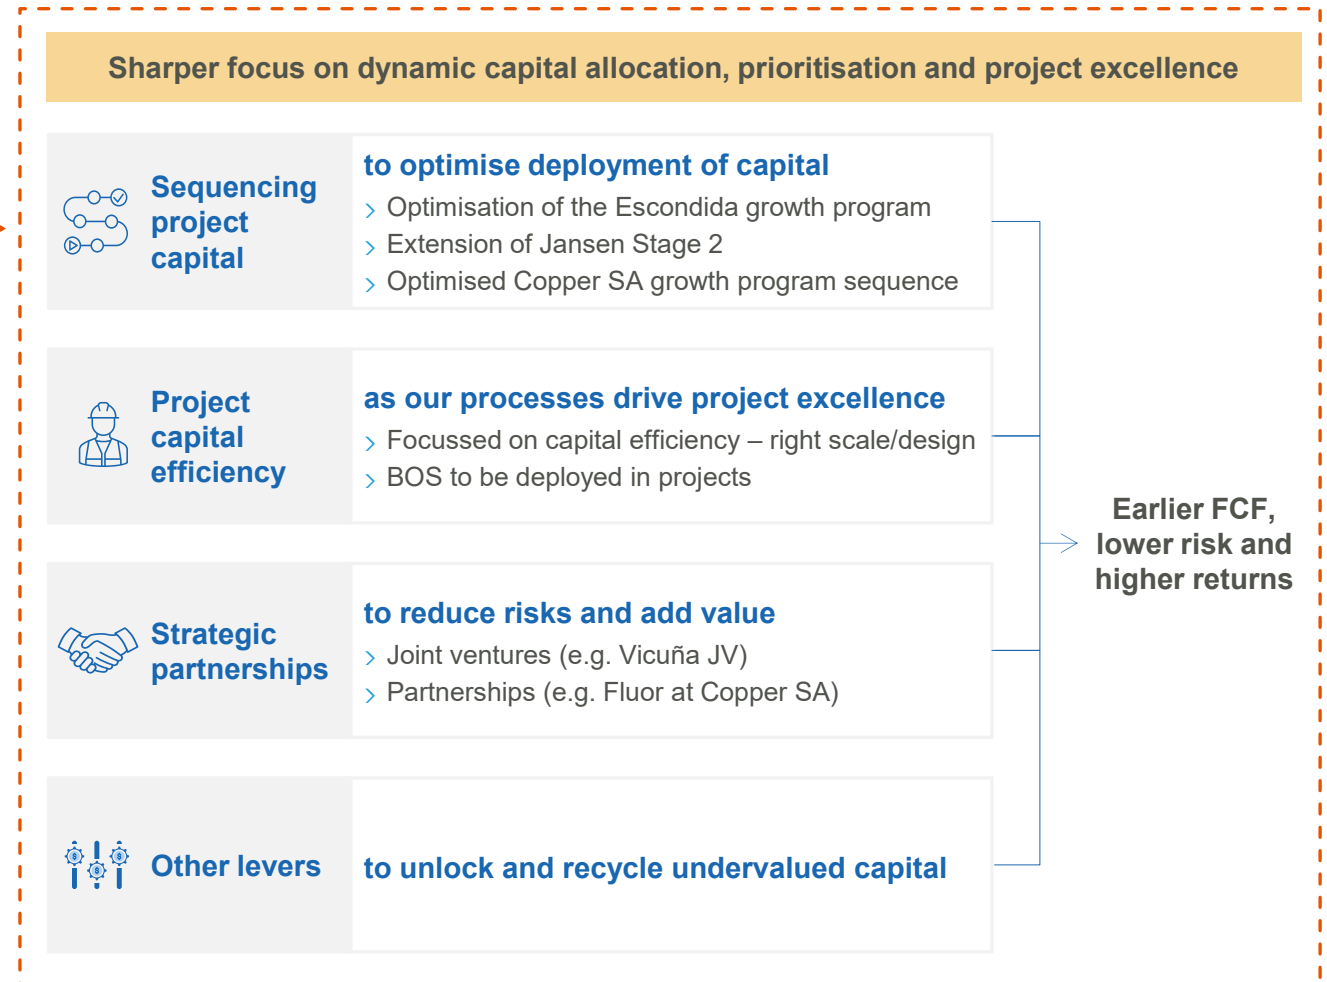 Sharper focus on dynamic capital allocation, prioritisation and project excellence
Sequencing
project
capital
to optimise deployment of capital
› Optimisation of the Escondida growth program
› Extension of Jansen Stage 2
› Optimised Copper SA growth program sequence
Project
capital
efficiency
as our processes drive project excellence
› Focussed on capital efficiency – right scale/design
› BOS to be deployed in projects
Strategic
partnerships
to reduce risks and add value
› Joint ventures (e.g. Vicuña JV)
› Partnerships (e.g. Fluor at Copper SA)
Other levers
to unlock and recycle undervalued capital
Earlier FCF,
lower risk and
higher returns